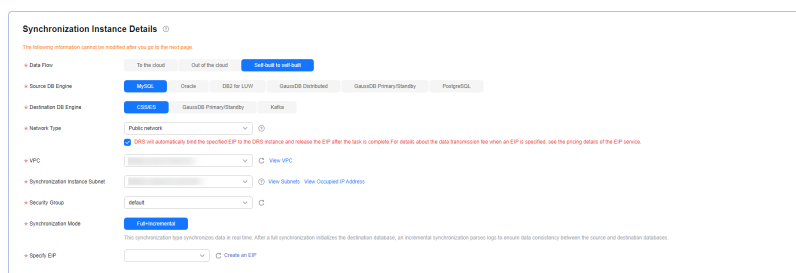 Synchronization Instance Details
The following information cannot be modified after you go to the next page.
* Data Flow To the cloud Out of the cloud Self-built to self-built
* Source DB Engine MySQL Oracle DB2 for LUW GaussDB Distributed GaussDB Primary/Standby PostgreSQL
* Destination DB Engine CSS/ES GaussDB Primary/Standby Kafka
* Network Type Public network
DRS will automatically bind the specified EIP to the DRS instance and release the EIP after the task is complete.For details about the data transmission fee when an EIP is specified, see the pricing details of the EIP service.
* VPC View VPC
* Synchronization Instance Subnet View Subnets View Occupied IP Address
* Security Group default
* Synchronization Mode Full+Incremental
This synchronization type synchronizes data in real time. After a full synchronization initializes the destination database, an incremental synchronization parses logs to ensure data consistency between the source and destination databases.
* Specify EIP Create an EIP